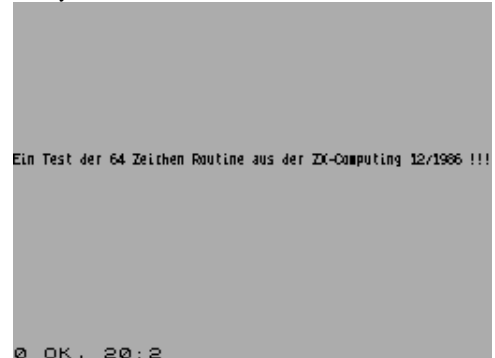 Ein Test der 64 Zeichen Routine aus der ZX-Computing 12/1986 !!!
0 OK, 20:2